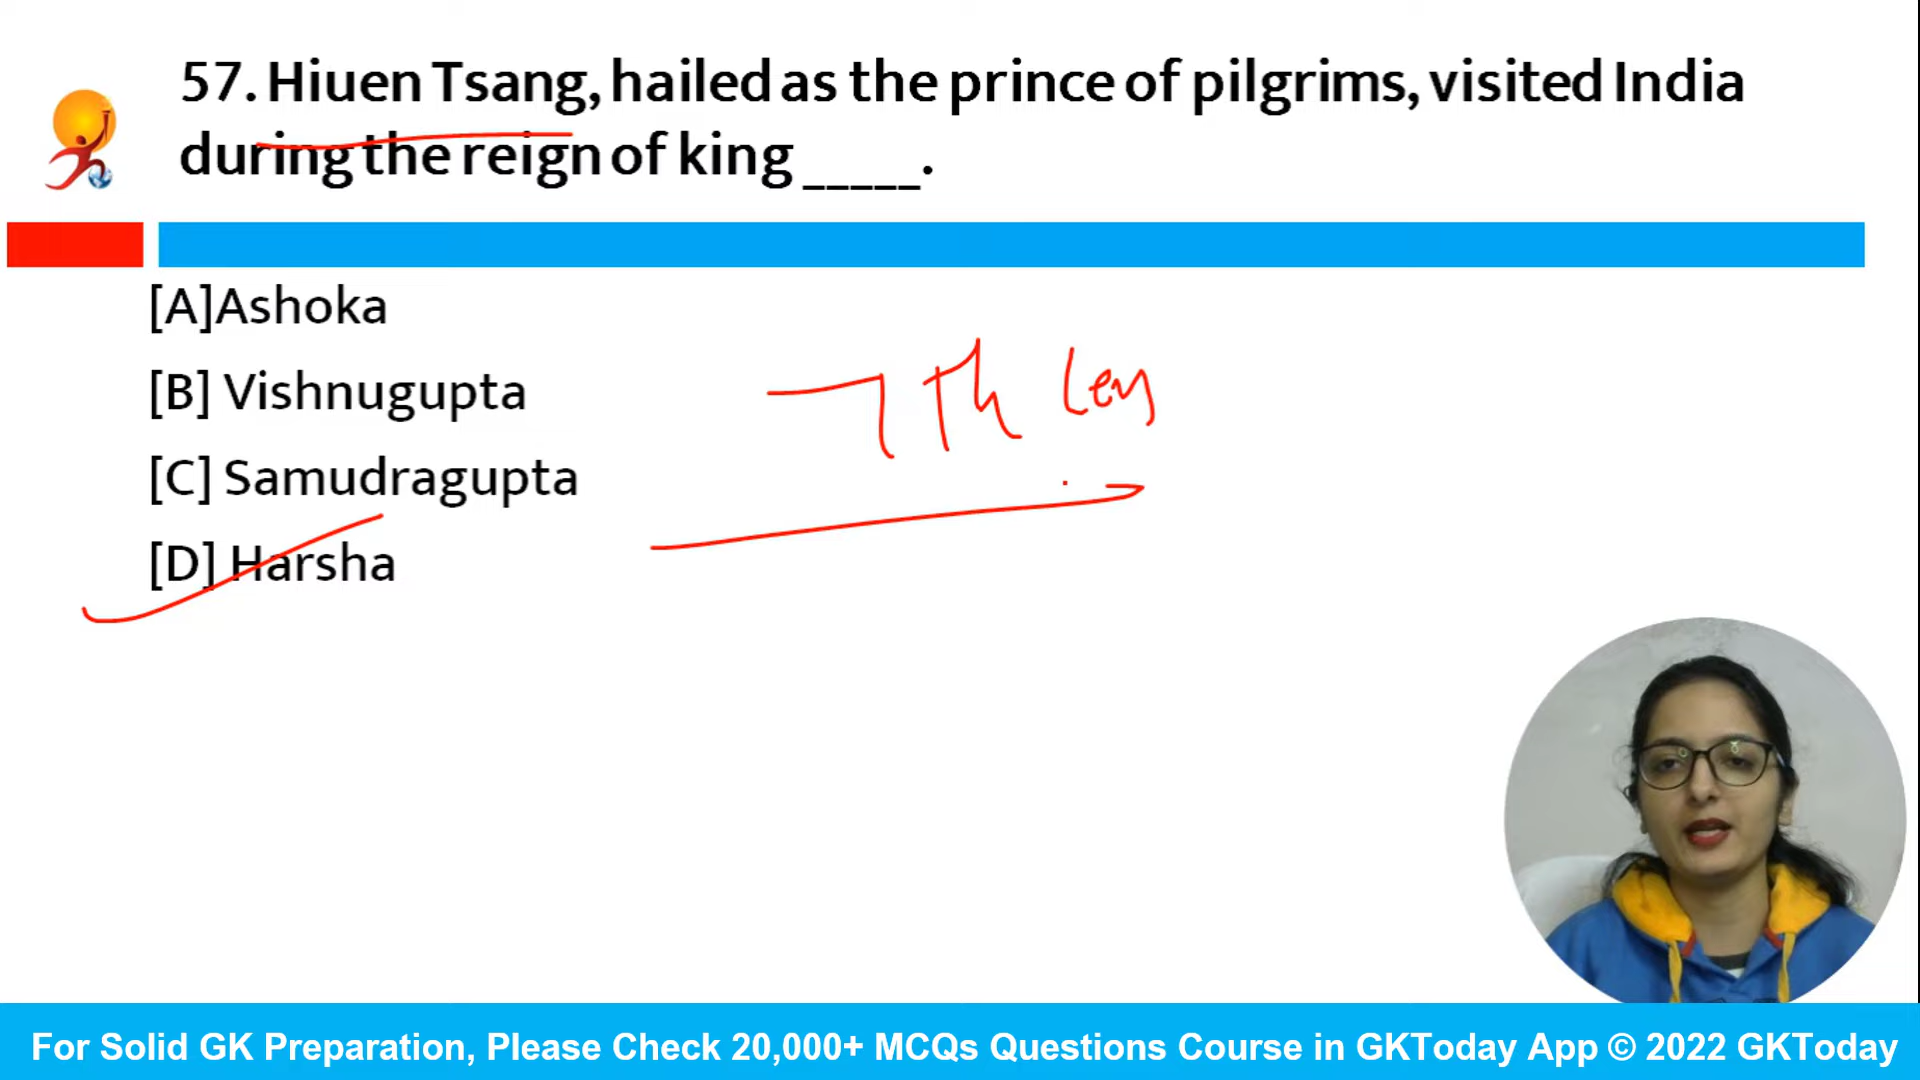 57. Hiuen Tsang, hailed as the prince of pilgrims, visited India
during the reign of king _____.
[A]Ashoka
[B] Vishnugupta
[C] Samudragupta
[D] Harsha
7th
For Solid GK Preparation, Please Check 20,000+ MCQs Questions Course in GKToday App © 2022 GKToday